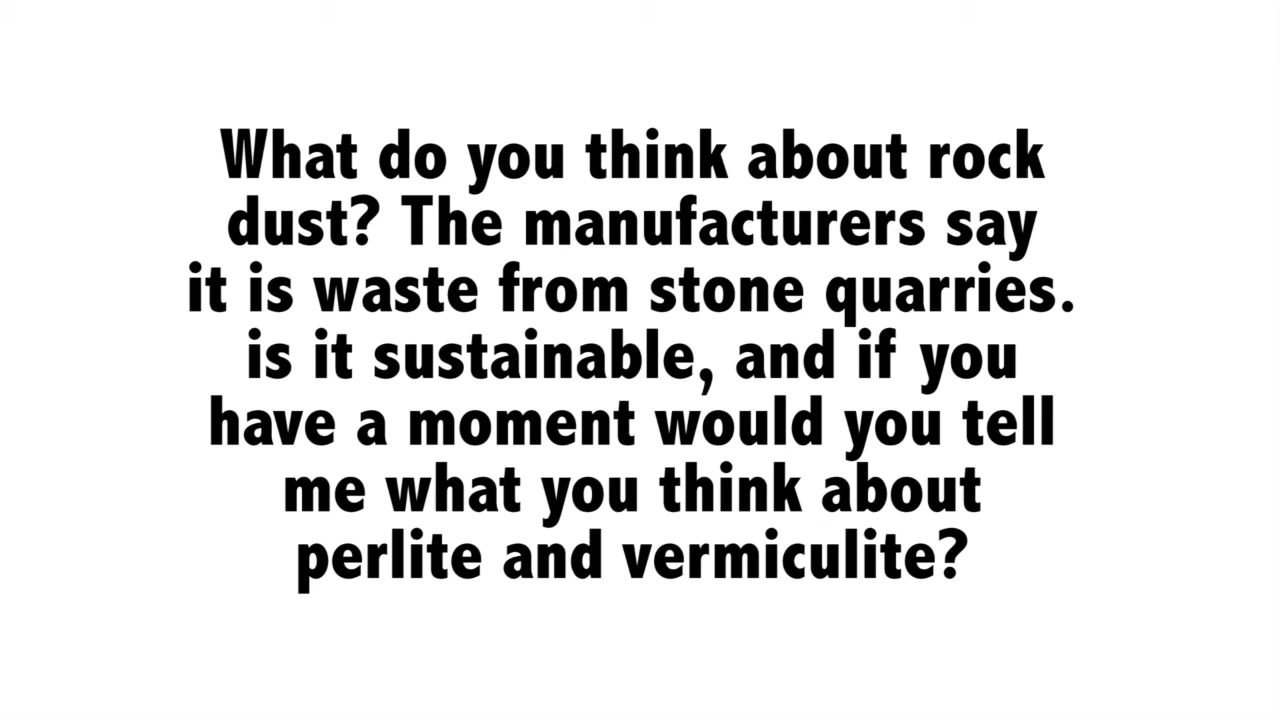 What do you think about rock
dust? The manufacturers say
it is waste from stone quarries.
is it sustainable, and if you
have a moment would you tell
me what you think about
perlite and vermiculite?